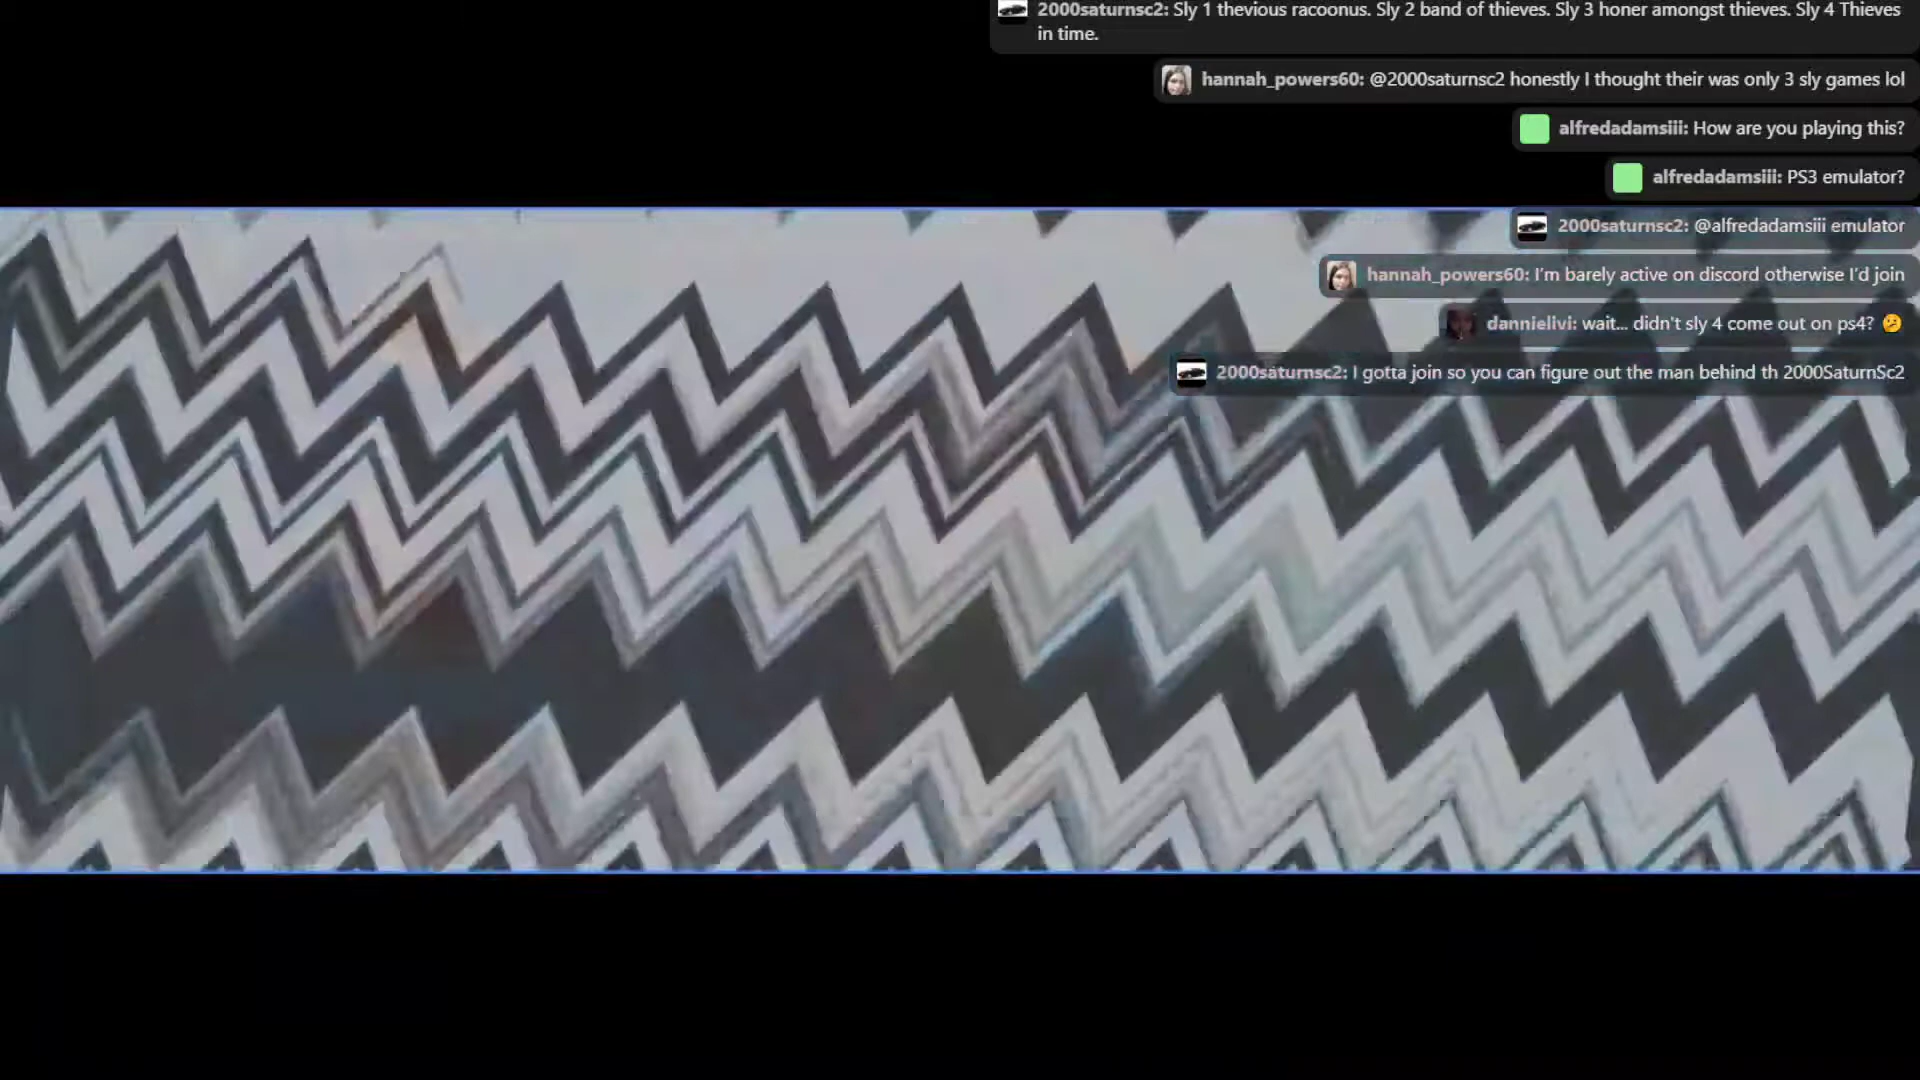 2000saturnsc2: Sly 1 thevious racoonus. Sly 2 band of thieves. Sly 3 honer amongst thieves. Sly 4 Thieves
in time.
hannah_powers60: @2000saturnsc2 honestly I thought their was only 3 sly games lol
alfredadamsiii: How are you playing this?
alfredadamsiii: PS3 emulator?
2000saturnsc2: @alfredadamsiii emulator
hannah_powers60: I'm barely active on discord otherwise I'd join
dannielivi: wait... didn't sly 4 come out on ps4? 🤔
2000saturnsc2: I gotta join so you can figure out the man behind th 2000SaturnSc2